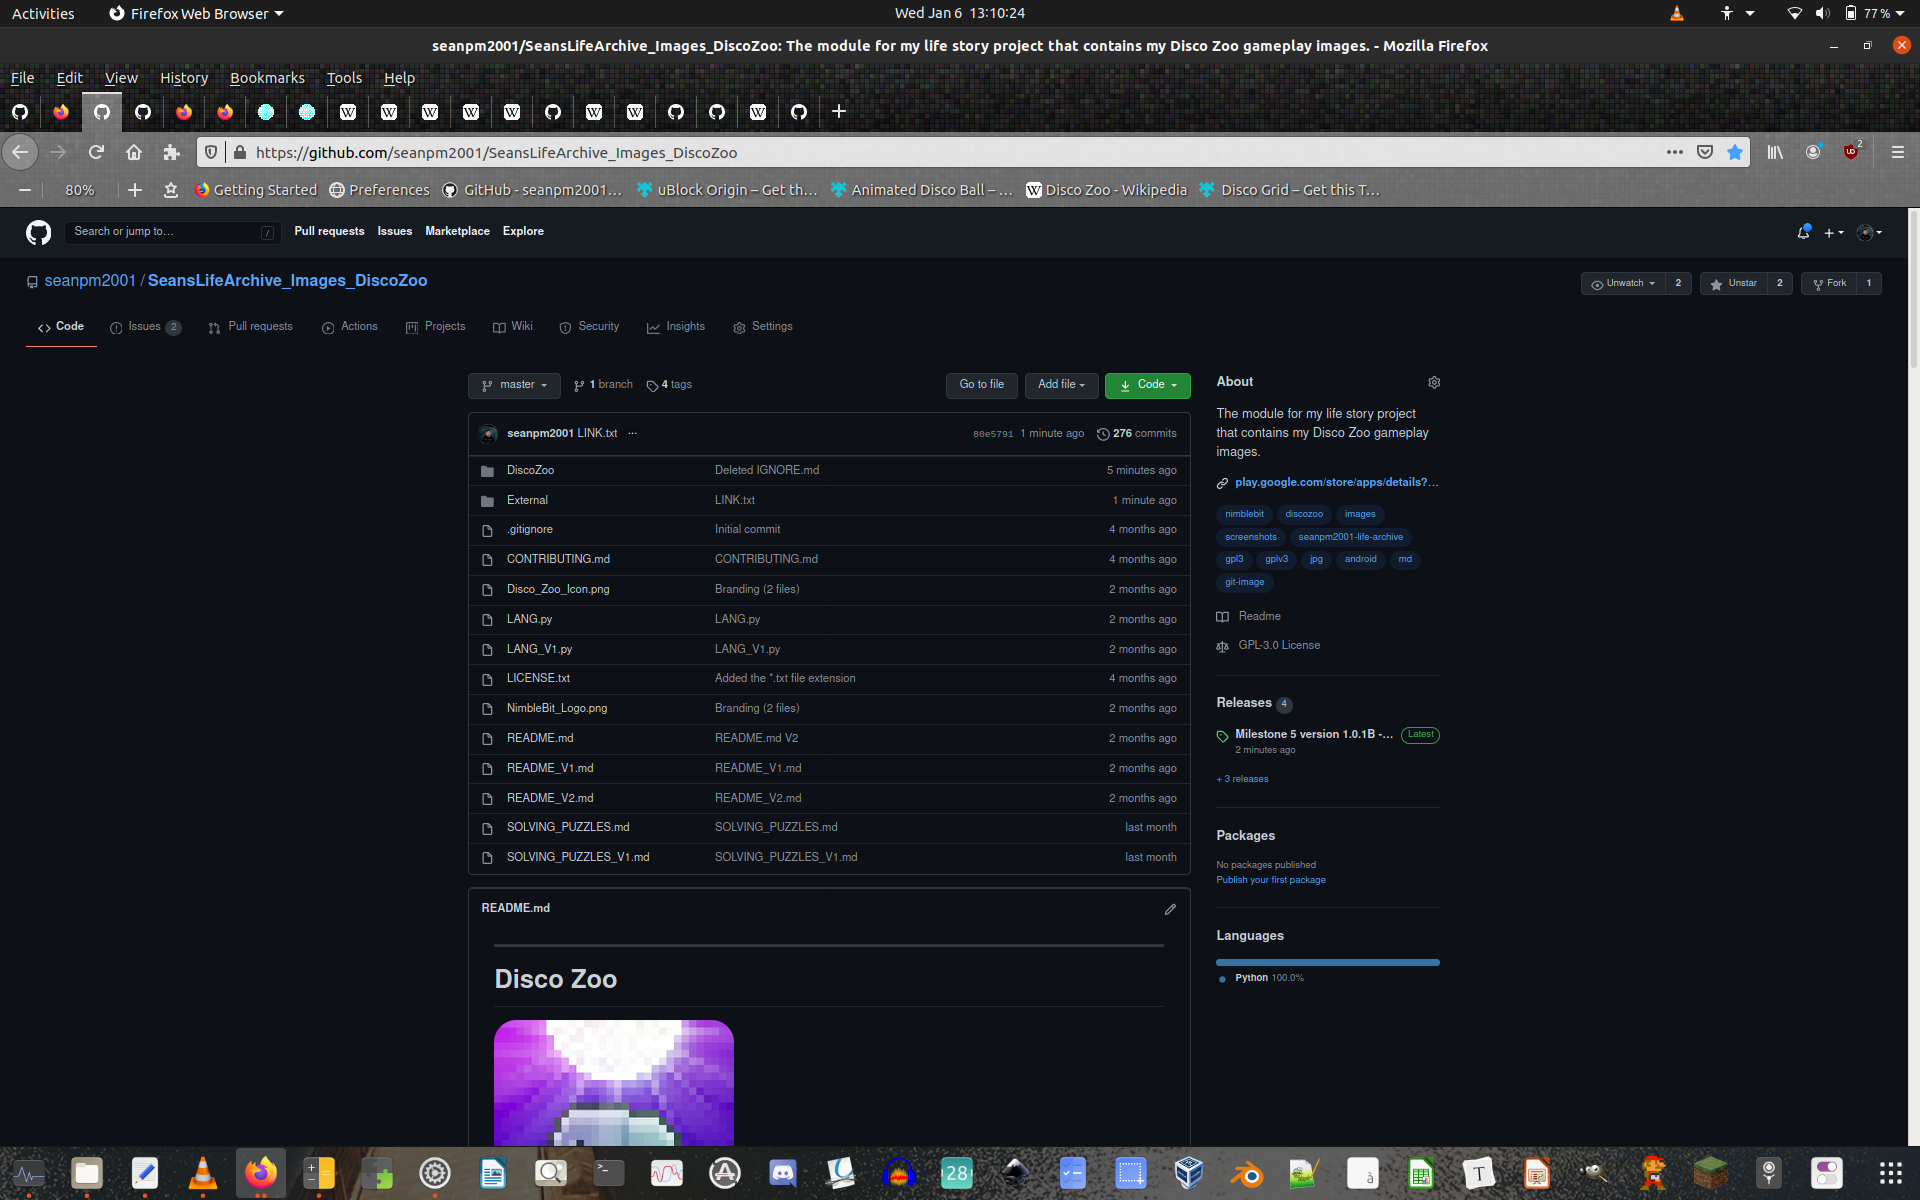 Activities Firefox Web Browser Wed Jan 6 13:10:24 77 %
seanpm2001/SeansLifeArchive_Images_DiscoZoo: The module for my life story project that contains my Disco Zoo gameplay images. - Mozilla Firefox
File Edit View History Bookmarks Tools Help
https://github.com/seanpm2001/SeansLifeArchive_Images_DiscoZoo 2
80% Getting Started Preferences GitHub - seanpm2001… uBlock Origin – Get th… Animated Disco Ball – … Disco Zoo - Wikipedia Disco Grid – Get this T…
Search or jump to… / Pull requests Issues Marketplace Explore
seanpm2001 / SeansLifeArchive_Images_DiscoZoo Unwatch 2 Unstar 2 Fork 1
Code Issues 2 Pull requests Actions Projects Wiki Security Insights Settings
master 1 branch 4 tags Go to file Add file Code
seanpm2001 LINK.txt ... 80e5791 1 minute ago 276 commits
DiscoZoo Deleted IGNORE.md 5 minutes ago
External LINK.txt 1 minute ago
.gitignore Initial commit 4 months ago
CONTRIBUTING.md CONTRIBUTING.md 4 months ago
Disco_Zoo_Icon.png Branding (2 files) 2 months ago
LANG.py LANG.py 2 months ago
LANG_V1.py LANG_V1.py 2 months ago
LICENSE.txt Added the *.txt file extension 4 months ago
NimbleBit_Logo.png Branding (2 files) 2 months ago
README.md README.md V2 2 months ago
README_V1.md README_V1.md 2 months ago
README_V2.md README_V2.md 2 months ago
SOLVING_PUZZLES.md SOLVING_PUZZLES.md last month
SOLVING_PUZZLES_V1.md SOLVING_PUZZLES_V1.md last month
README.md
Disco Zoo
About
The module for my life story project
that contains my Disco Zoo gameplay
images.
play.google.com/store/apps/details?…
nimblebit discozoo images
screenshots seanpm2001-life-archive
gpl3 gplv3 jpg android md
git-image
Readme
GPL-3.0 License
Releases 4
Milestone 5 version 1.0.1B -… Latest
2 minutes ago
+ 3 releases
Packages
No packages published
Publish your first package
Languages
Python 100.0%
28 T à